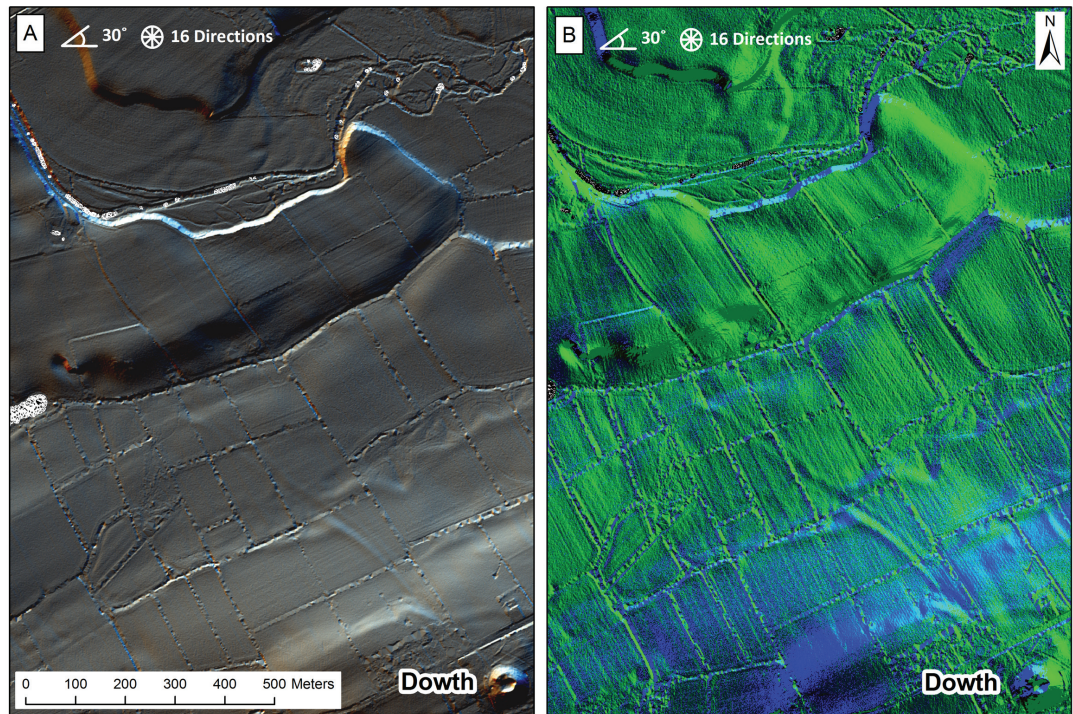 A 30° 16 Directions
B 30° 16 Directions
N
Dowth
0 100 200 300 400 500 Meters
Dowth